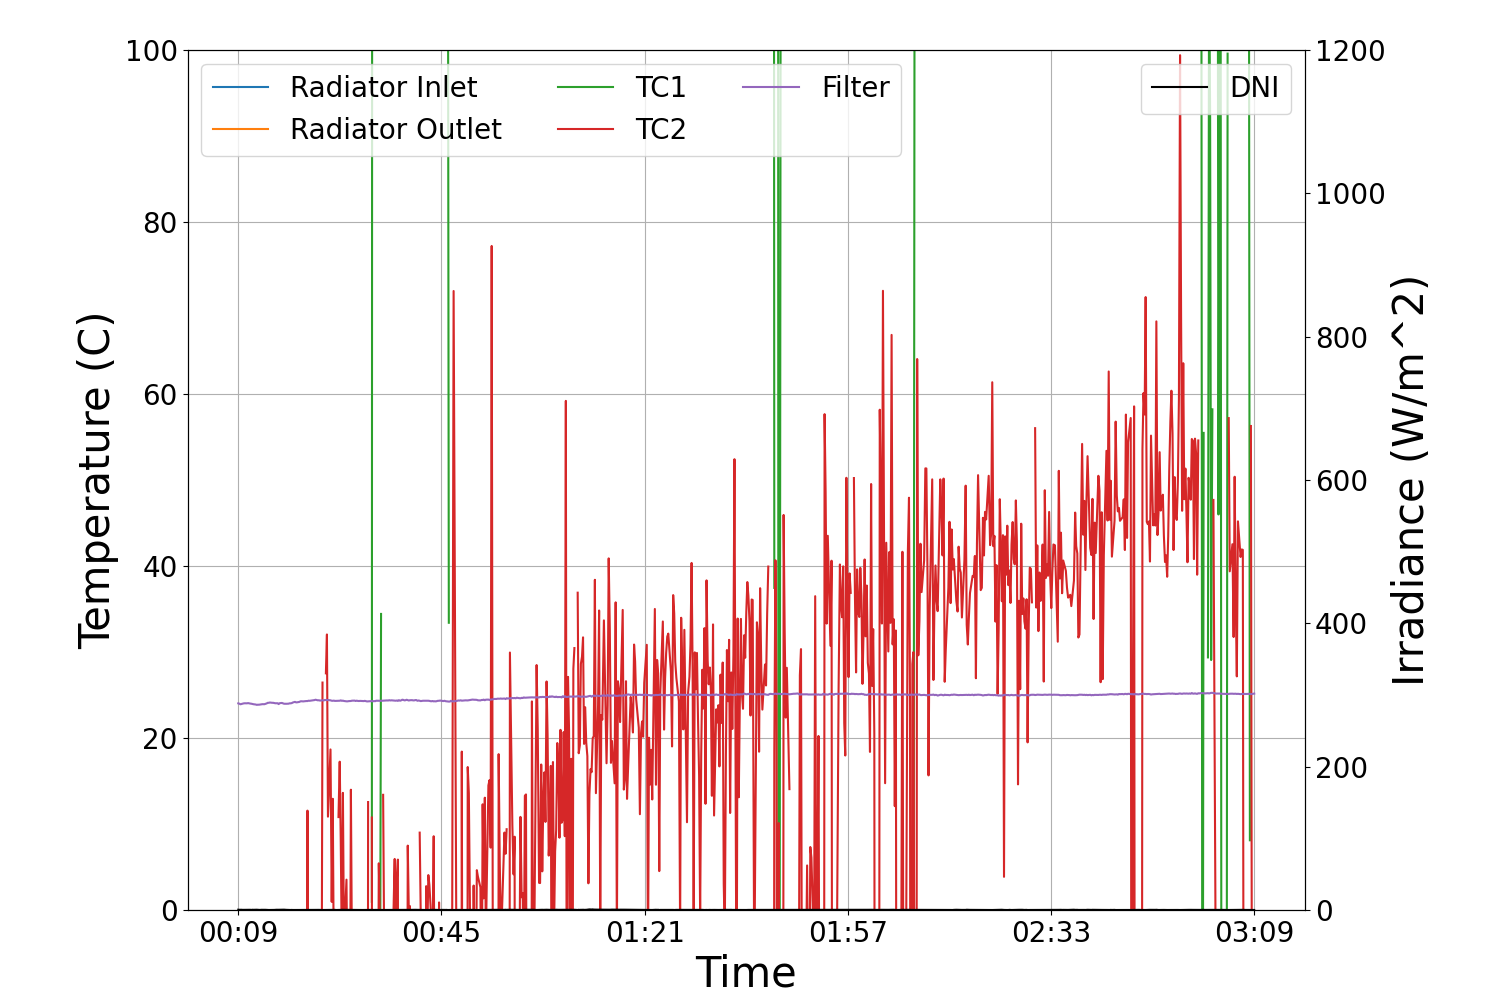 100
80
60
40
20
0
Temperature (C)
Radiator Inlet
Radiator Outlet
TC1
TC2
Filter
DNI
1200
1000
800
600
400
200
0
Irradiance (W/m^2)
00:09
00:45
01:21
01:57
02:33
03:09
Time